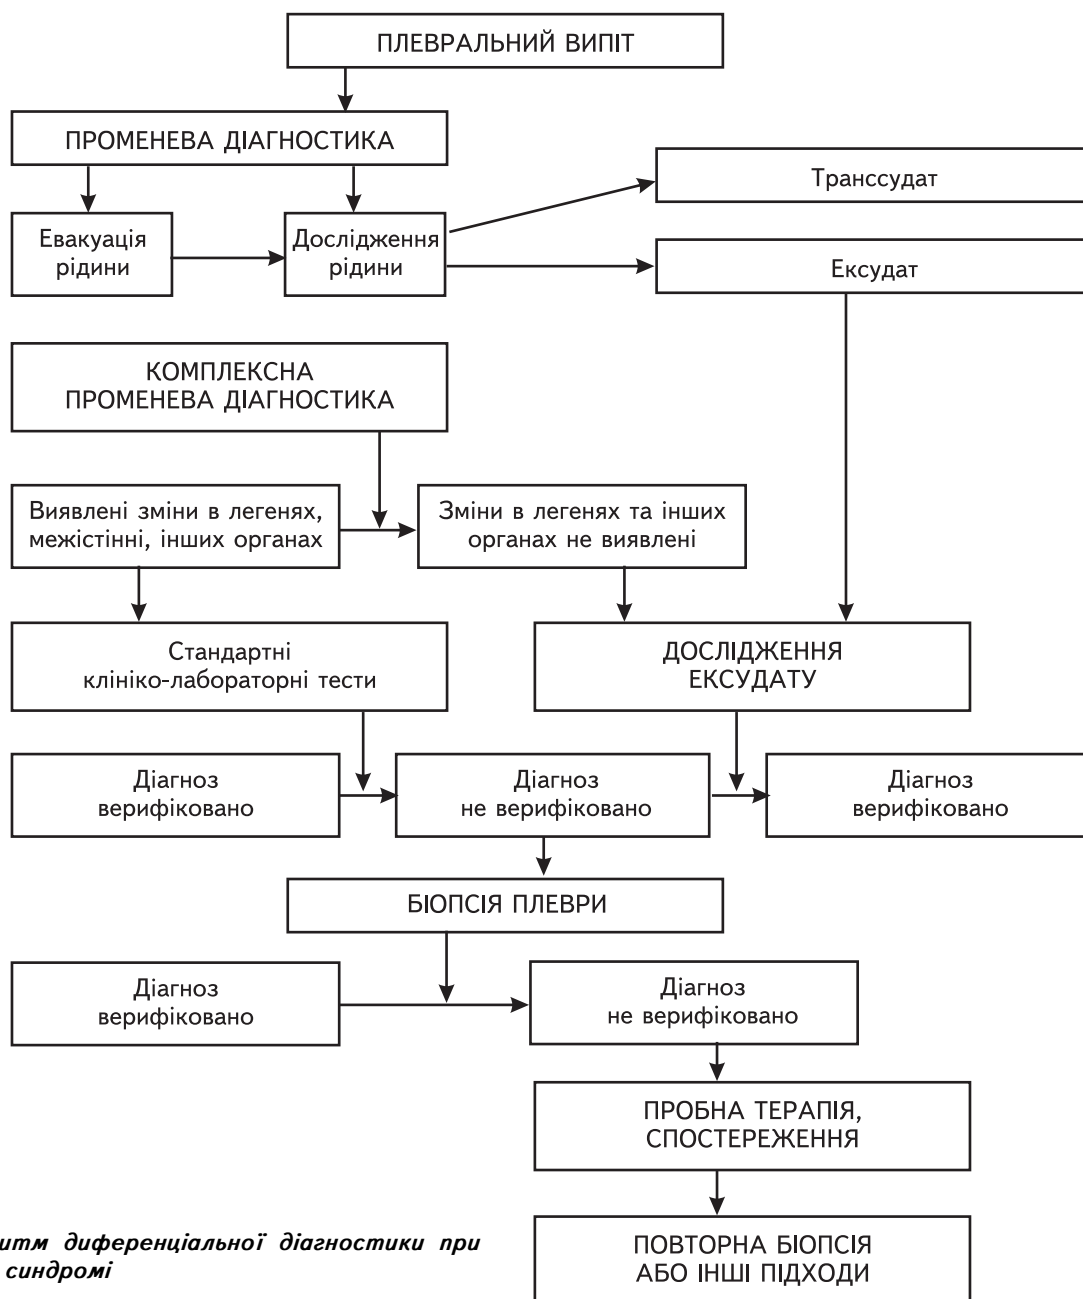 ПЛЕВРАЛЬНИЙ ВИПІТ
ПРОМЕНЕВА ДІАГНОСТИКА
Транссудат
Евакуація
рідини
Дослідження
рідини
Ексудат
КОМПЛЕКСНА
ПРОМЕНЕВА ДІАГНОСТИКА
Виявлені зміни в легенях,
межістінні, інших органах
Зміни в легенях та інших
органах не виявлені
Стандартні
клініко-лабораторні тести
ДОСЛІДЖЕННЯ
ЕКСУДАТУ
Діагноз
верифіковано
Діагноз
не верифіковано
Діагноз
верифіковано
БІОПСІЯ ПЛЕВРИ
Діагноз
верифіковано
Діагноз
не верифіковано
ПРОБНА ТЕРАПІЯ,
СПОСТЕРЕЖЕННЯ
ПОВТОРНА БІОПСІЯ
АБО ІНШІ ПІДХОДИ
итм диференціальної діагностики при
синдромі